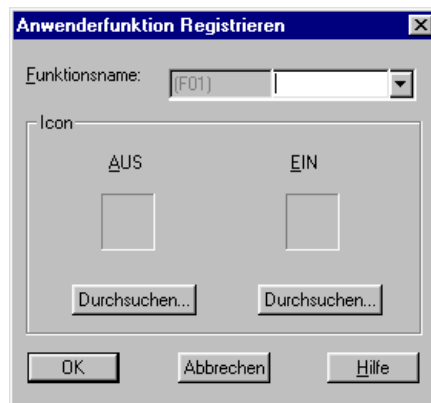 Anwenderfunktion Registrieren
Funktionsname: (F01)
Icon
AUS EIN
Durchsuchen... Durchsuchen...
OK Abbrechen Hilfe